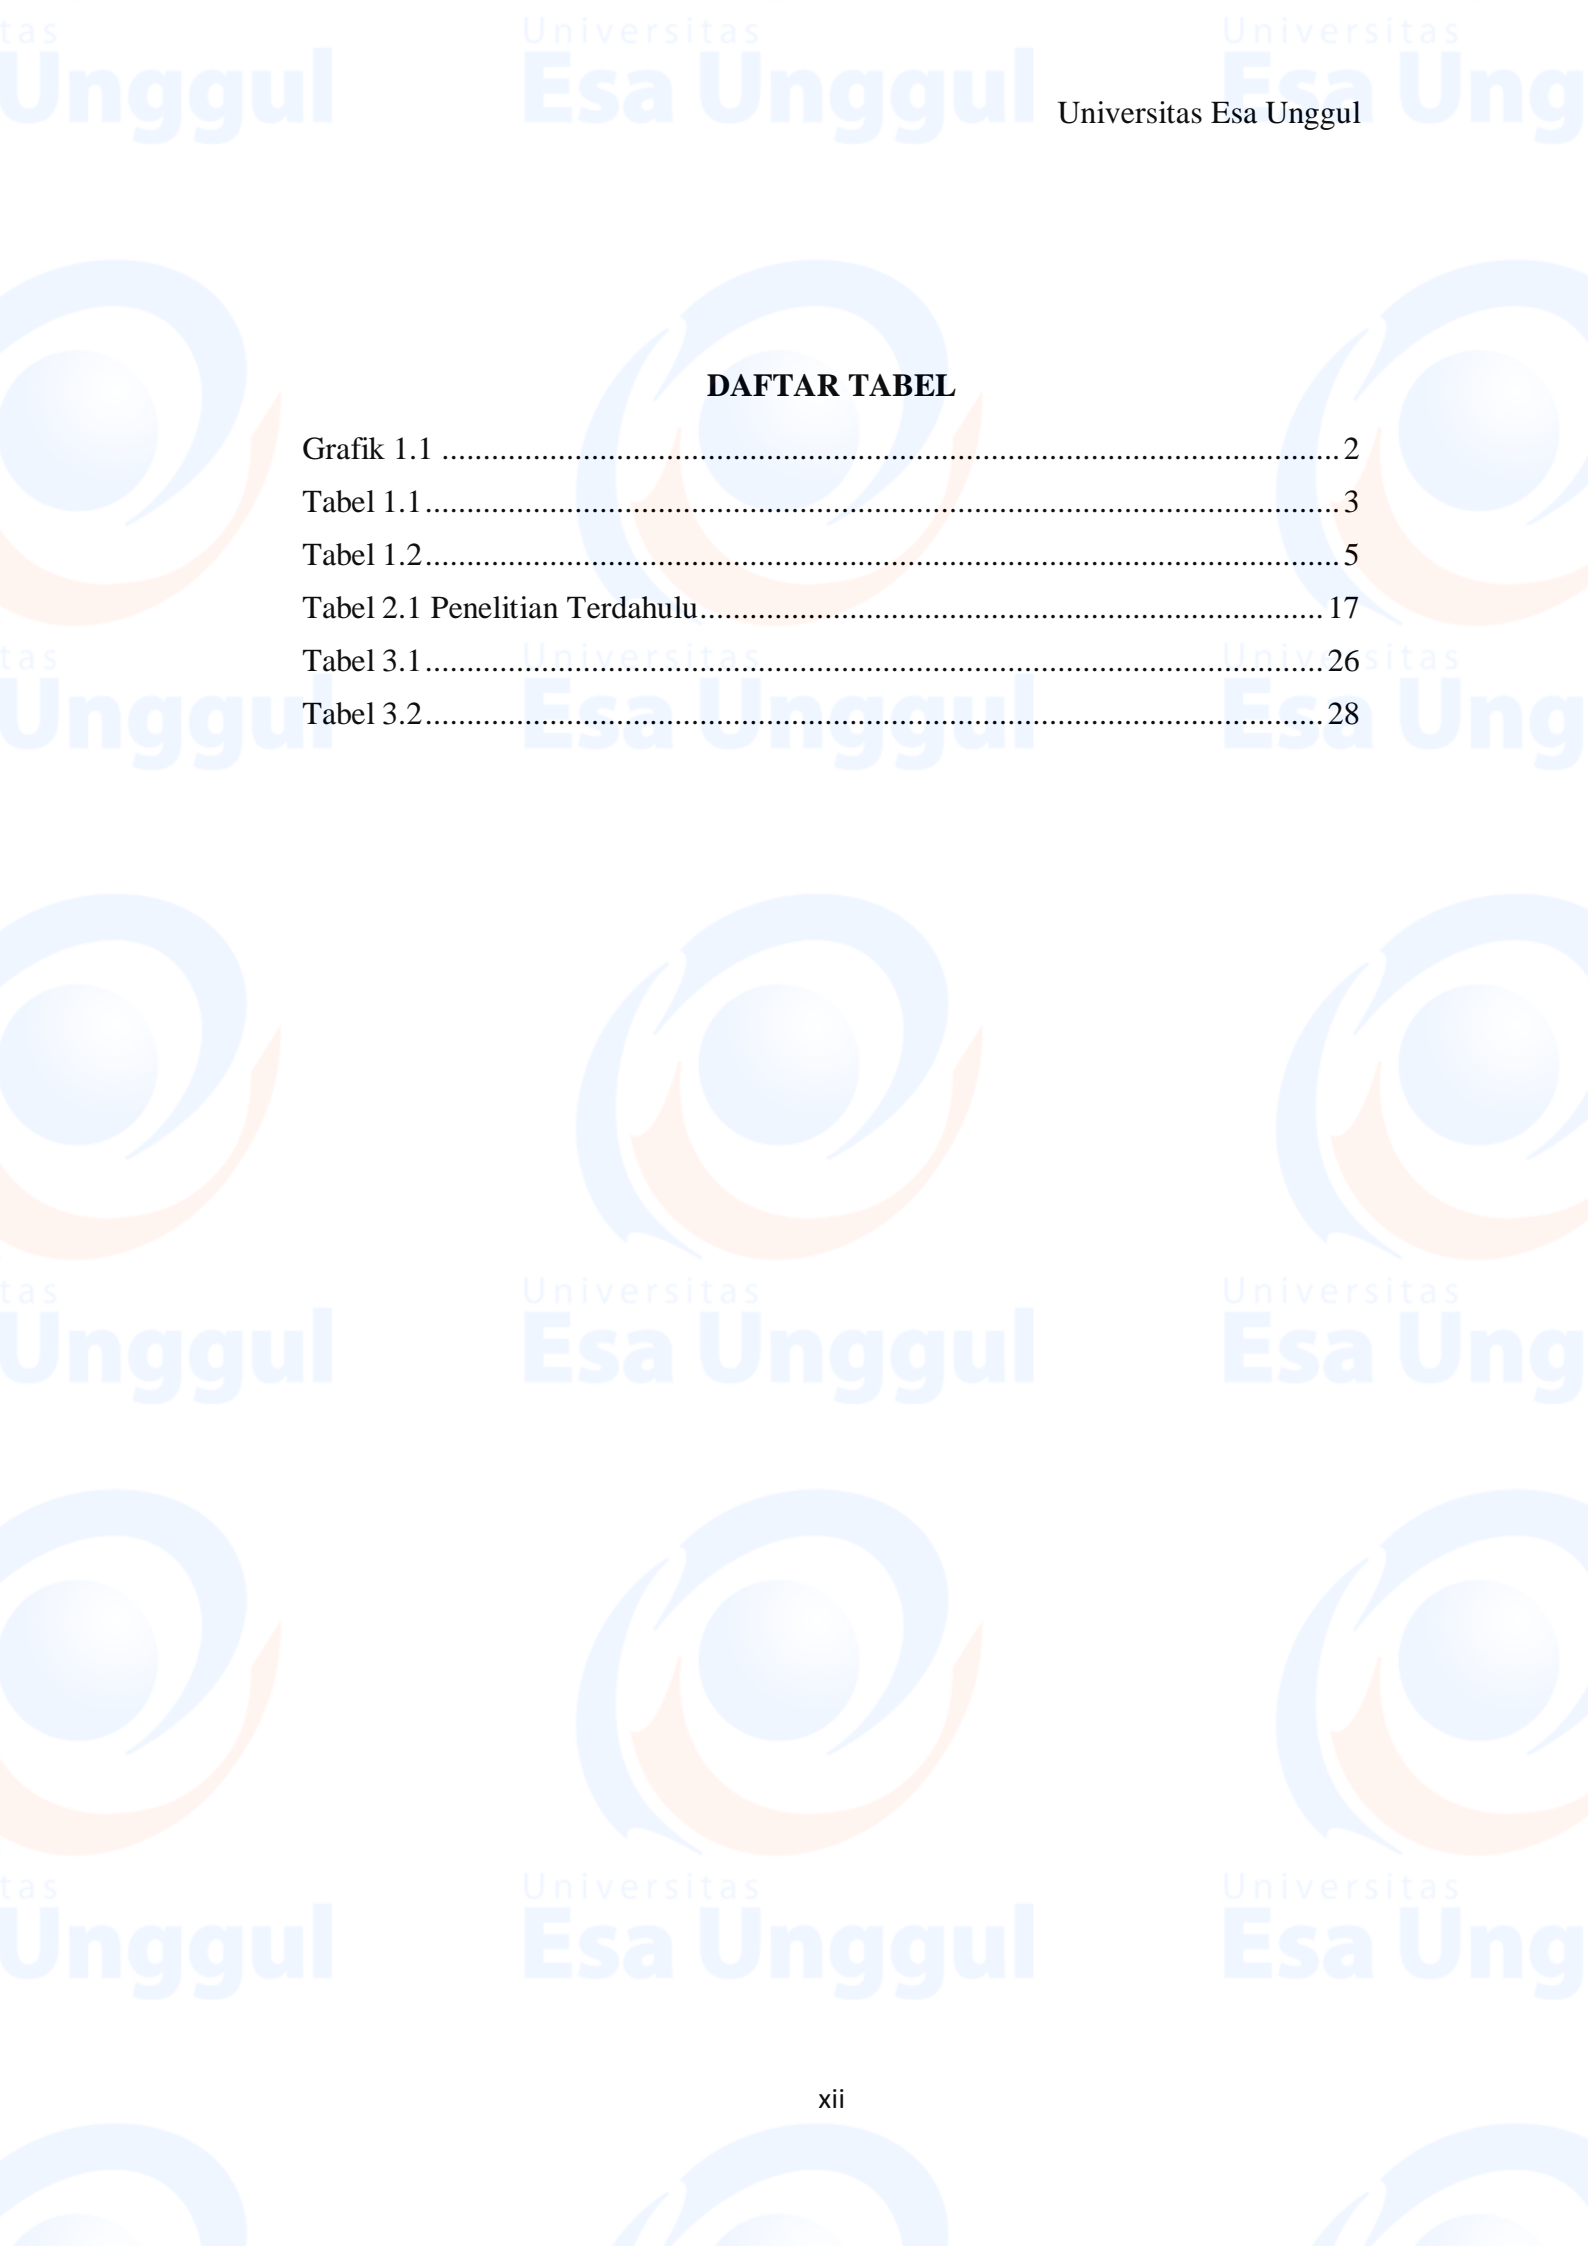 Universitas Esa Unggul
DAFTAR TABEL
Grafik 1.1 ............................................................................................................. 2
Tabel 1.1............................................................................................................... 3
Tabel 1.2............................................................................................................... 5
Tabel 2.1 Penelitian Terdahulu............................................................................ 17
Tabel 3.1............................................................................................................. 26
Tabel 3.2............................................................................................................. 28
xii